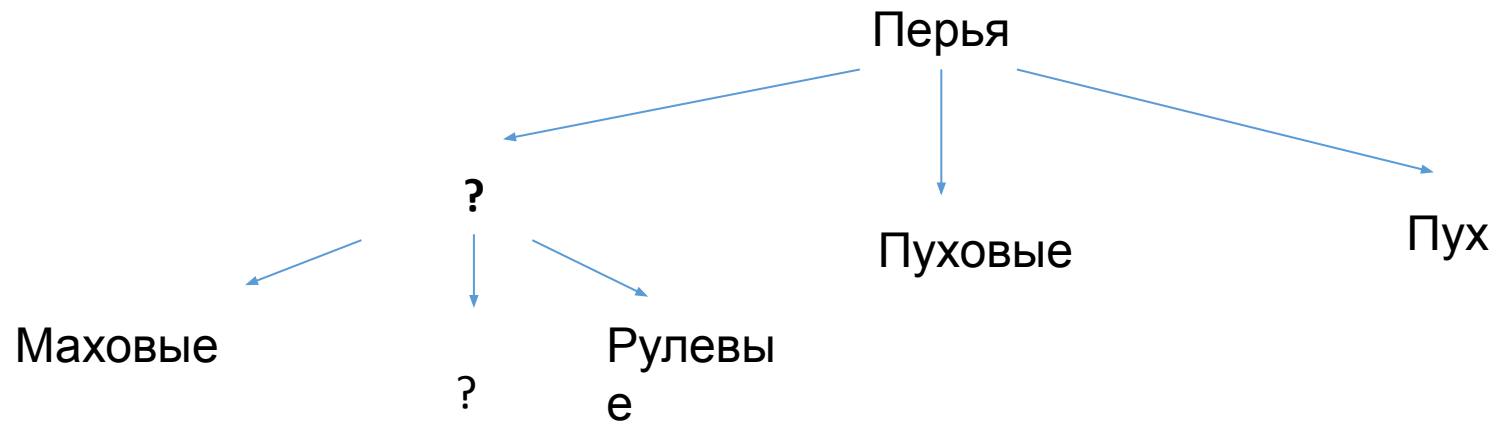 Перья
?
Пуховые
Пух
Маховые
?
Рулевы
е